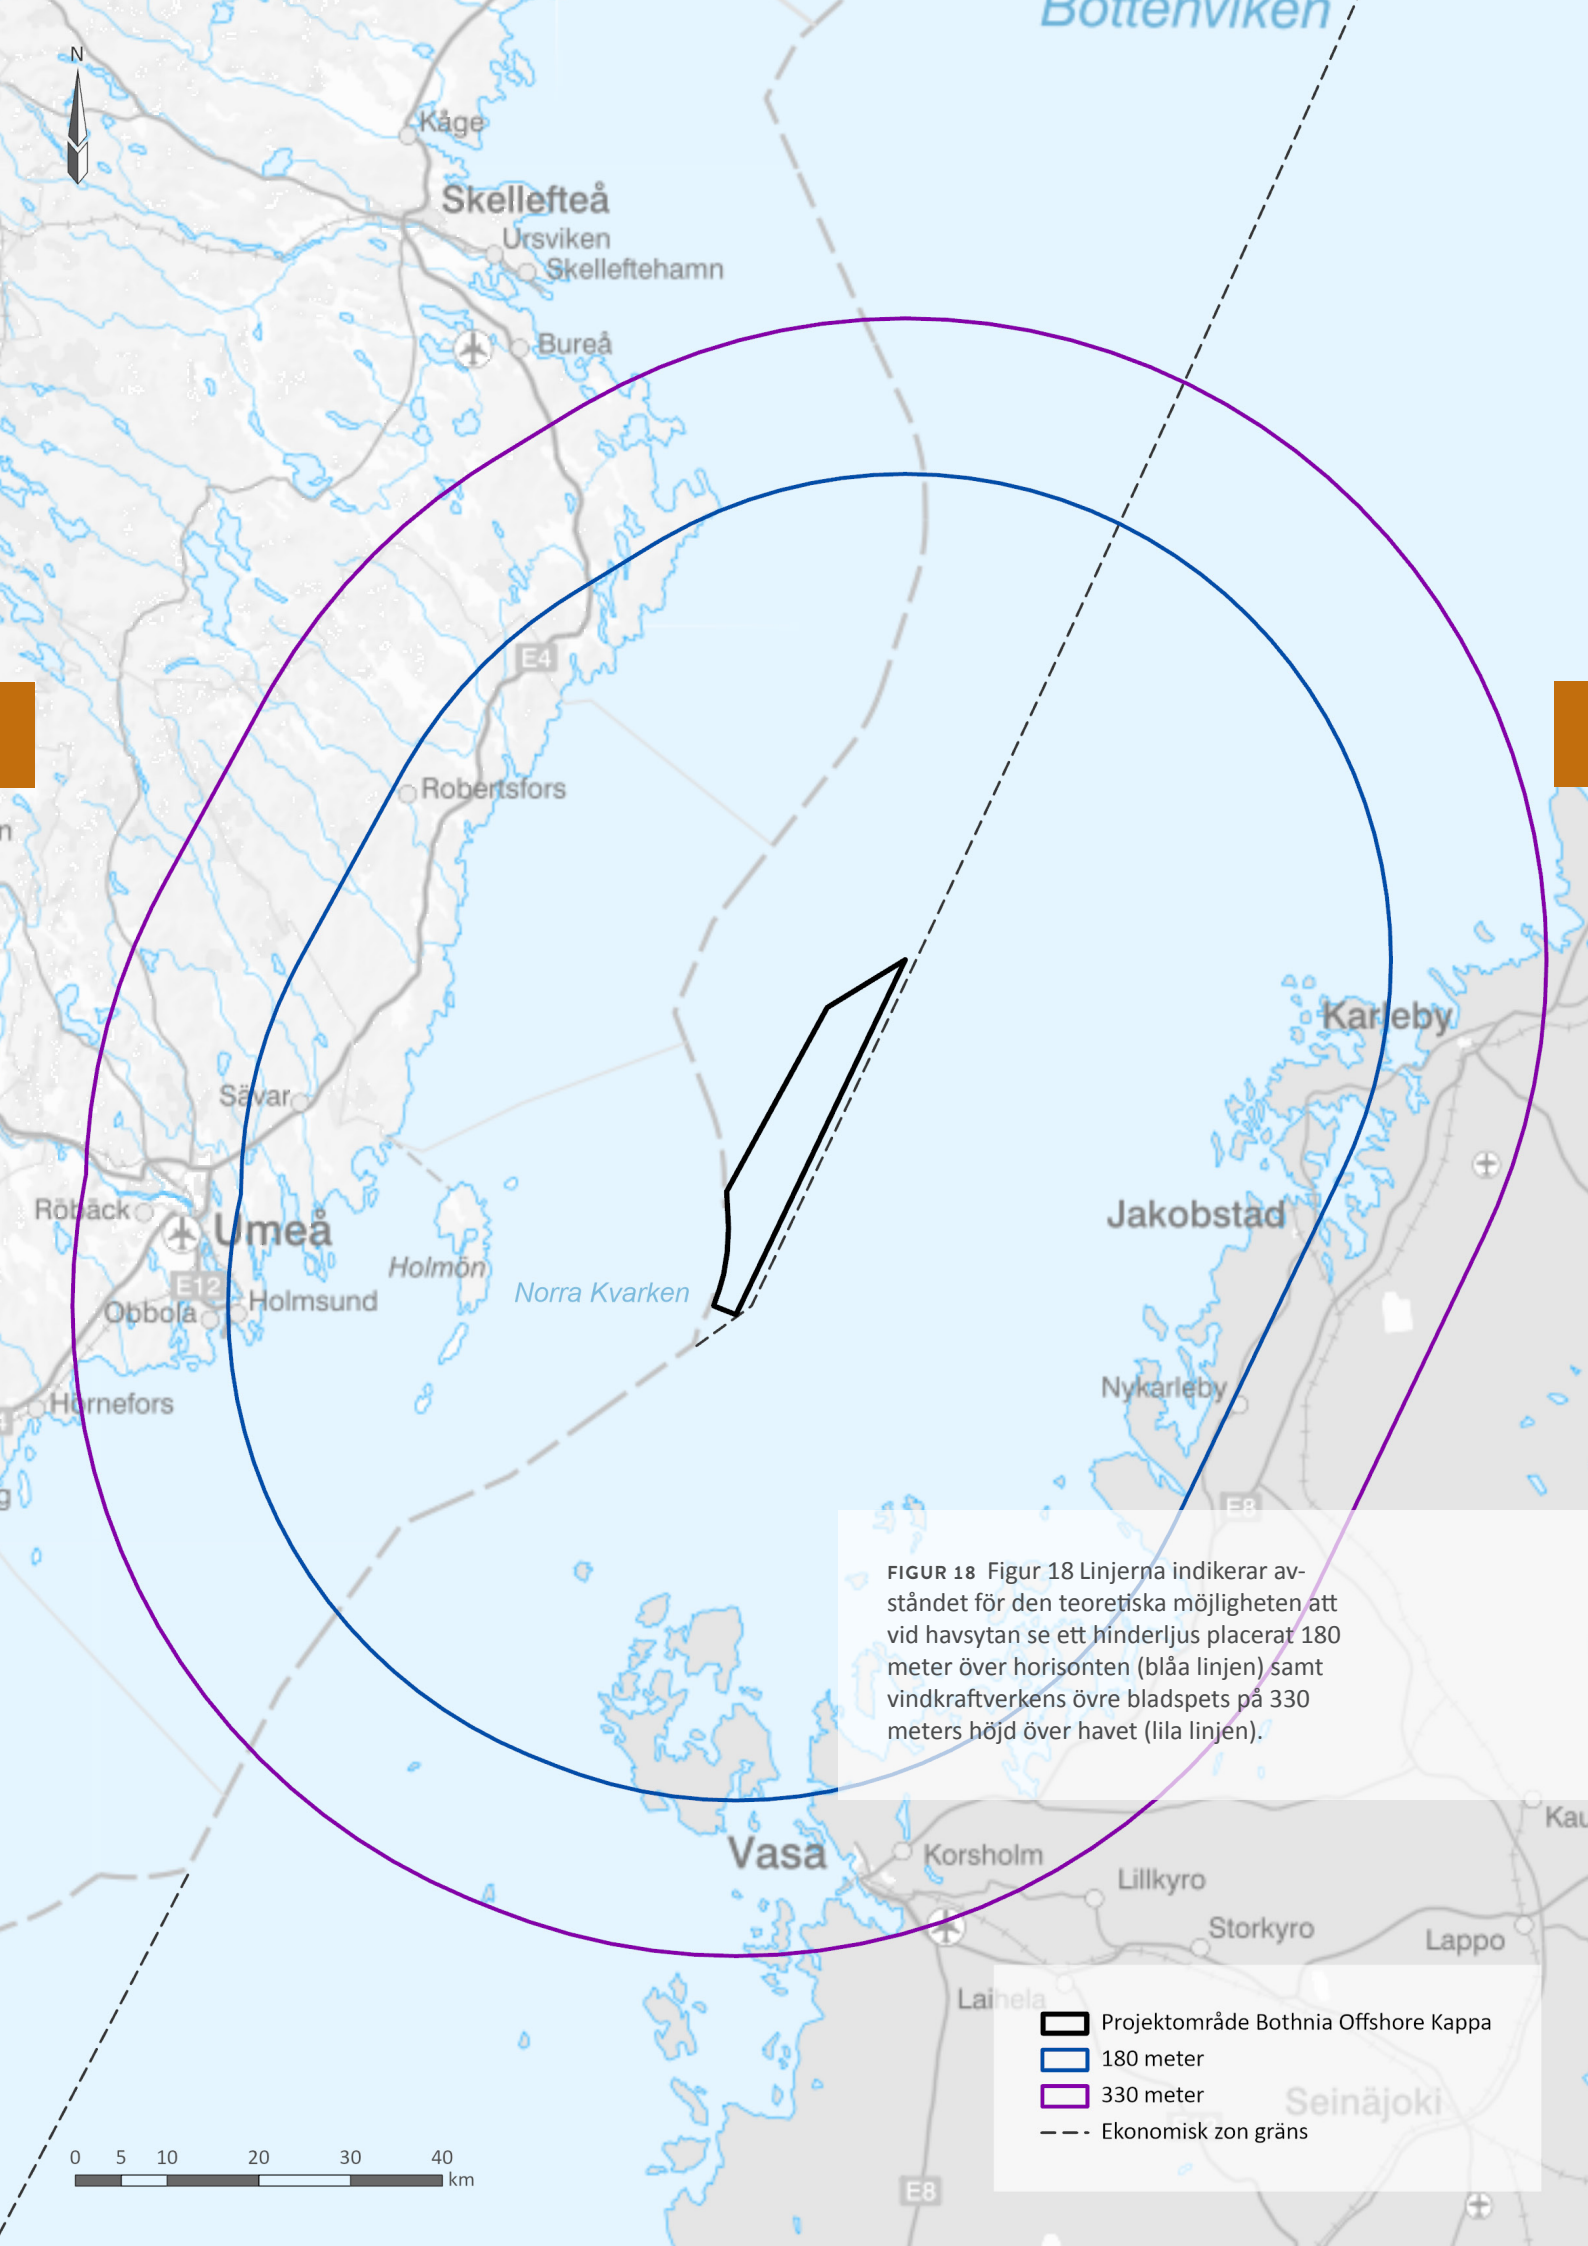 Bottenviken
N
Kåge
Skellefteå
Ursviken
Skelleftehamn
Bureå
E4
Robertsfors
Karleby
Sävar
Röbäck
Umeå
Jakobstad
Holmön
E12
Norra Kvarken
Holmsund
Obbola
Hörnefors
Nykarleby
E8
FIGUR 18 Figur 18 Linjerna indikerar av-
ståndet för den teoretiska möjligheten att
vid havsytan se ett hinderljus placerat 180
meter över horisonten (blåa linjen) samt
vindkraftverkens övre bladspets på 330
meters höjd över havet (lila linjen).
Kau
Vasa
Korsholm
Lillkyro
Storkyro
Lappo
Laihela
Projektområde Bothnia Offshore Kappa
180 meter
330 meter
Seinäjoki
Ekonomisk zon gräns
0 5 10 20 30 40
km
E8